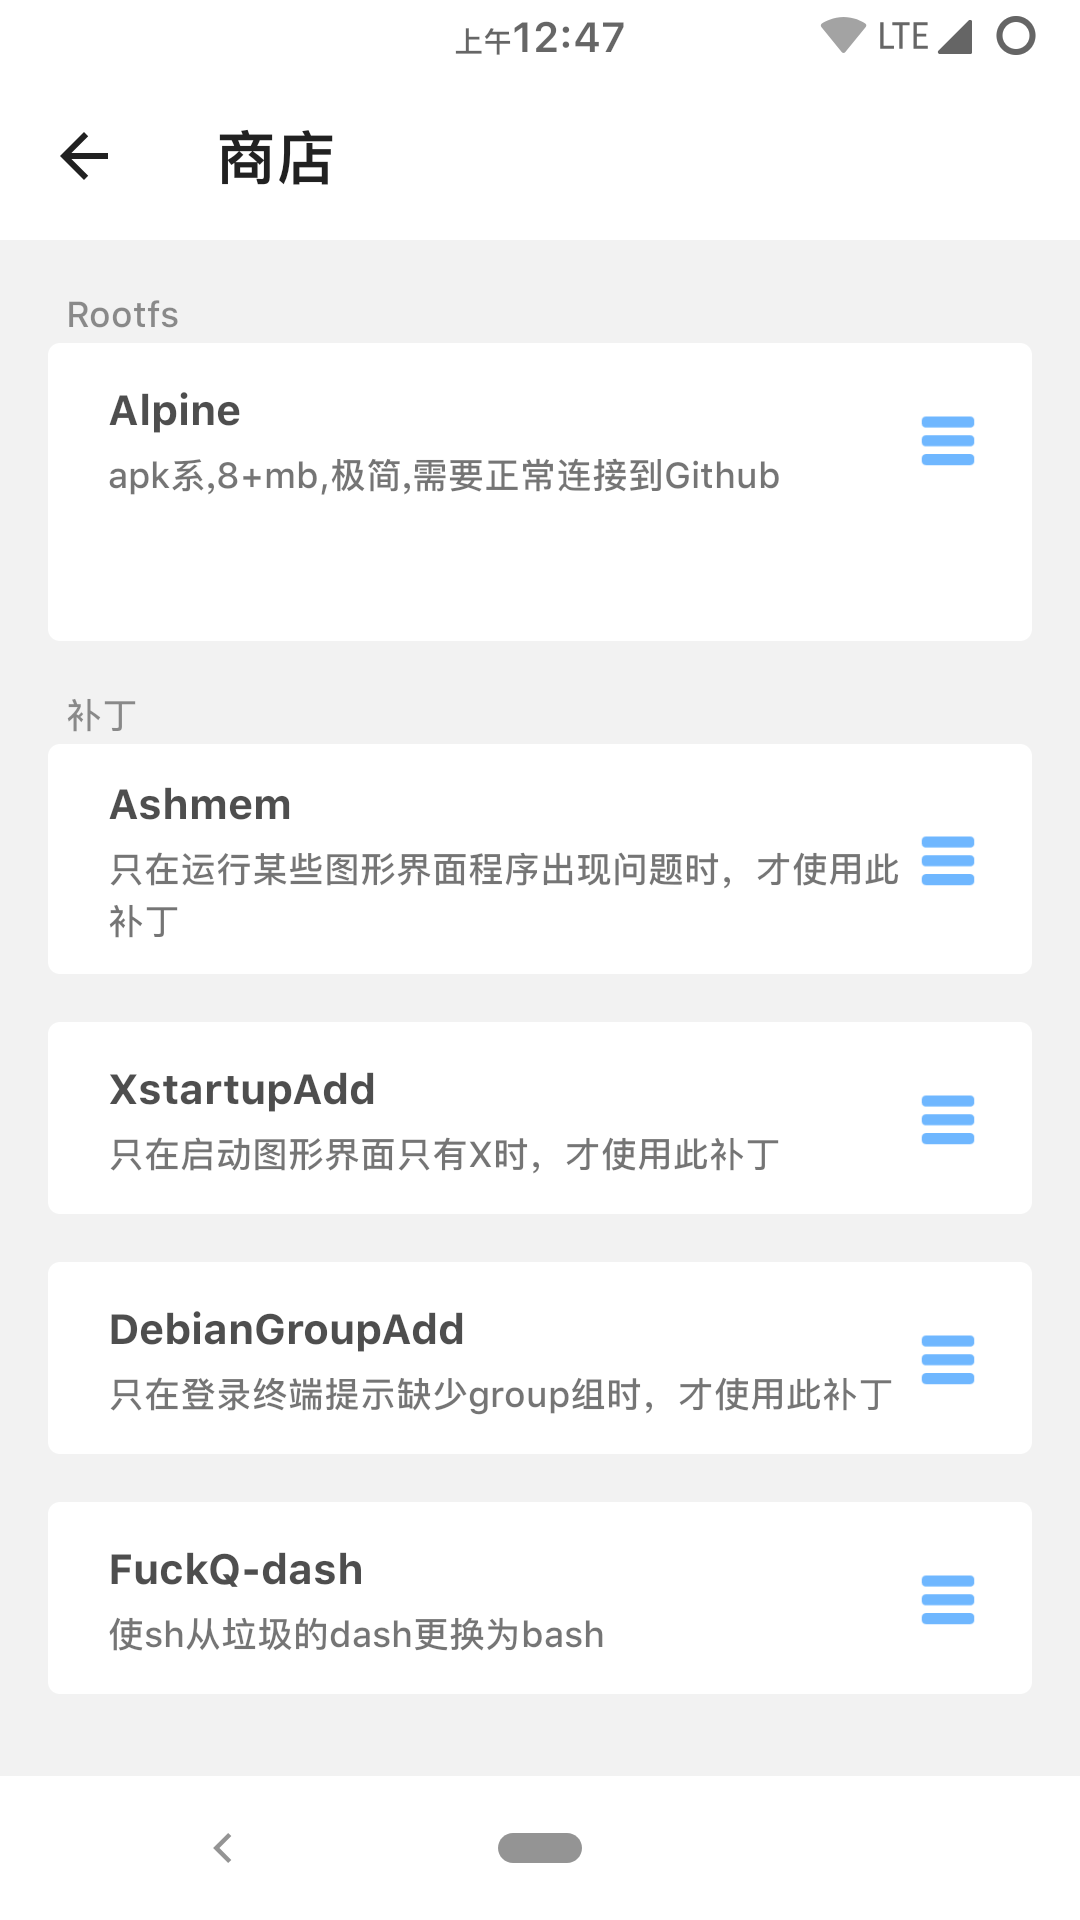 上午12:47
LTE
商店
Rootfs
Alpine
apk系,8+mb,极简,需要正常连接到Github
补丁
Ashmem
只在运行某些图形界面程序出现问题时，才使用此
补丁
XstartupAdd
只在启动图形界面只有X时，才使用此补丁
DebianGroupAdd
只在登录终端提示缺少group组时，才使用此补丁
FuckQ-dash
使sh从垃圾的dash更换为bash